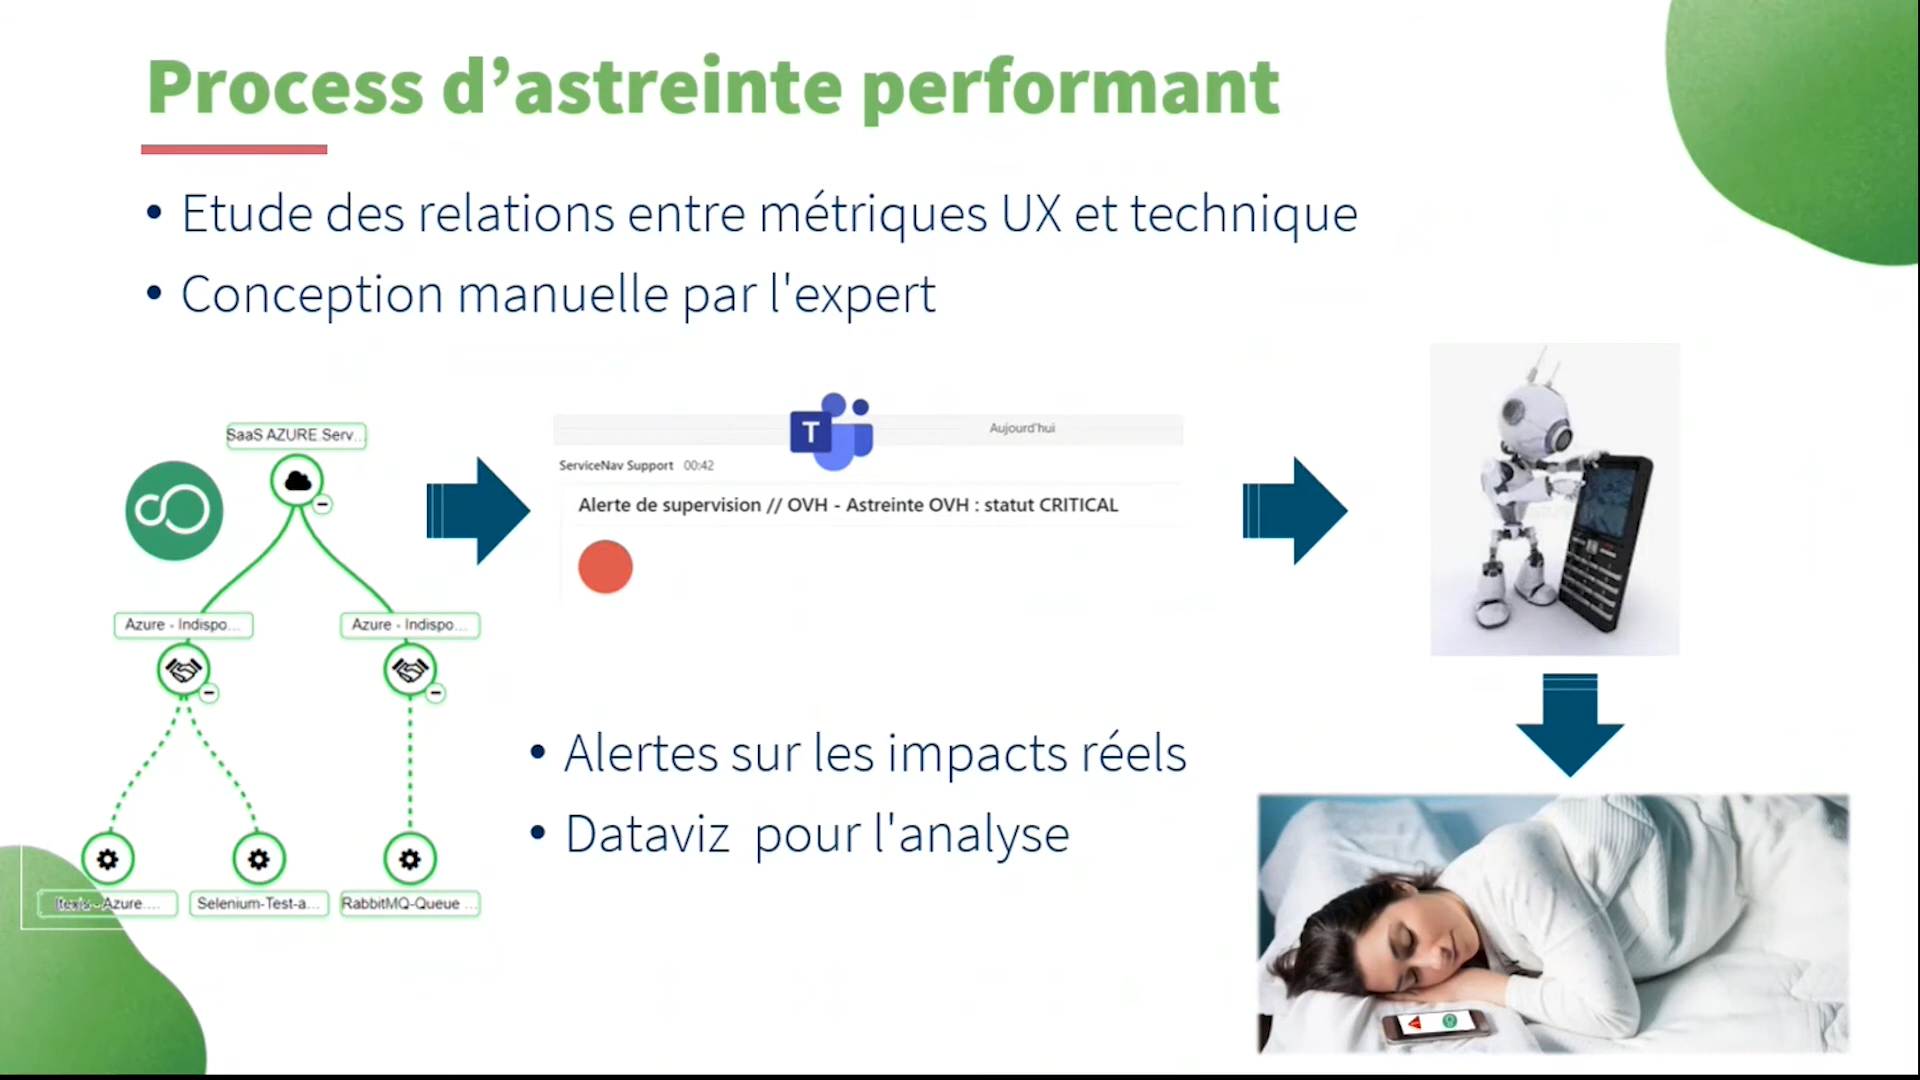 Process d’astreinte performant
• Etude des relations entre métriques UX et technique
• Conception manuelle par l'expert
SaaS AZURE.Serv...
Azure - Indispo...
Azure - Indispo...
Azure....
Selenium-Test-a...
RabbitMQ-Queue ...
T
Aujourd'hui
ServiceNav Support 00:42
Alerte de supervision // OVH - Astreinte OVH : statut CRITICAL
• Alertes sur les impacts réels
• Dataviz pour l'analyse